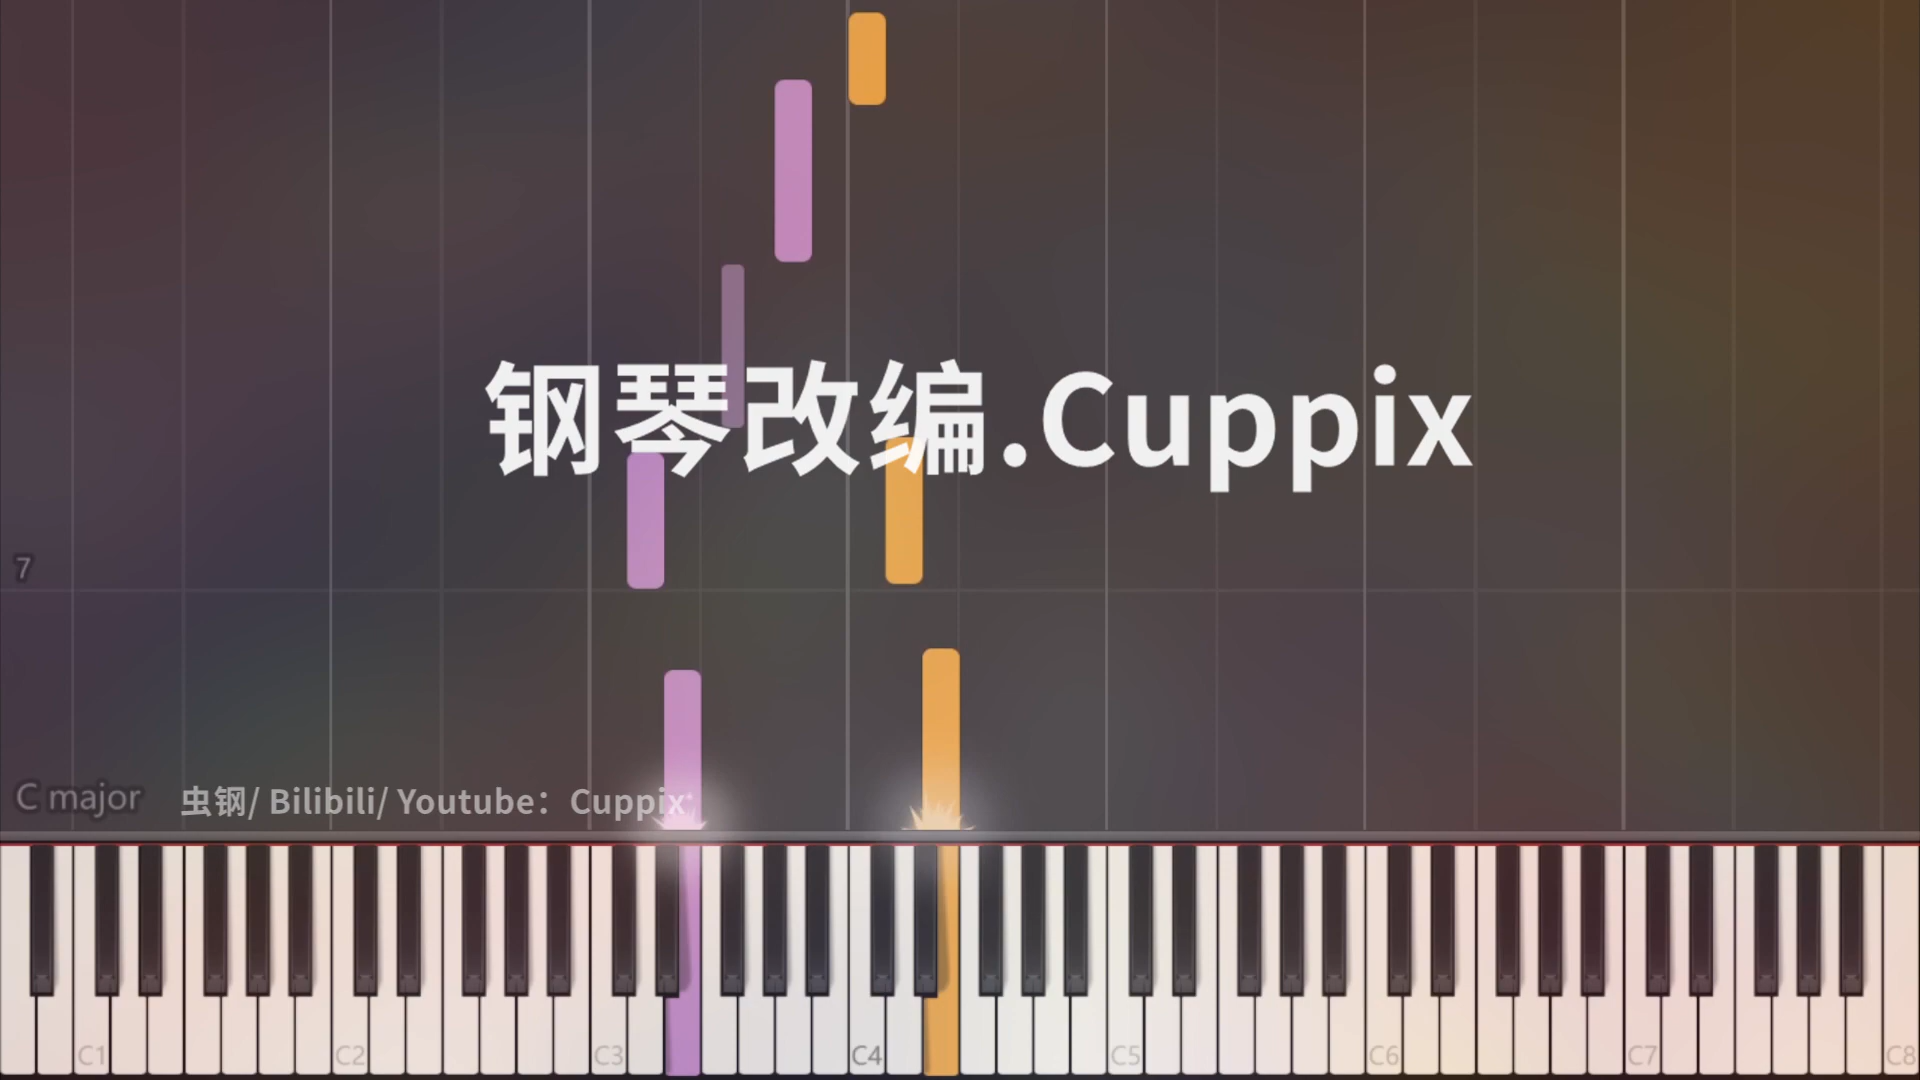 钢琴改编.Cuppix
7
C major
虫钢/ Bilibili/ Youtube：Cuppix
C1 C2 C3 C4 C5 C6 C7 C8